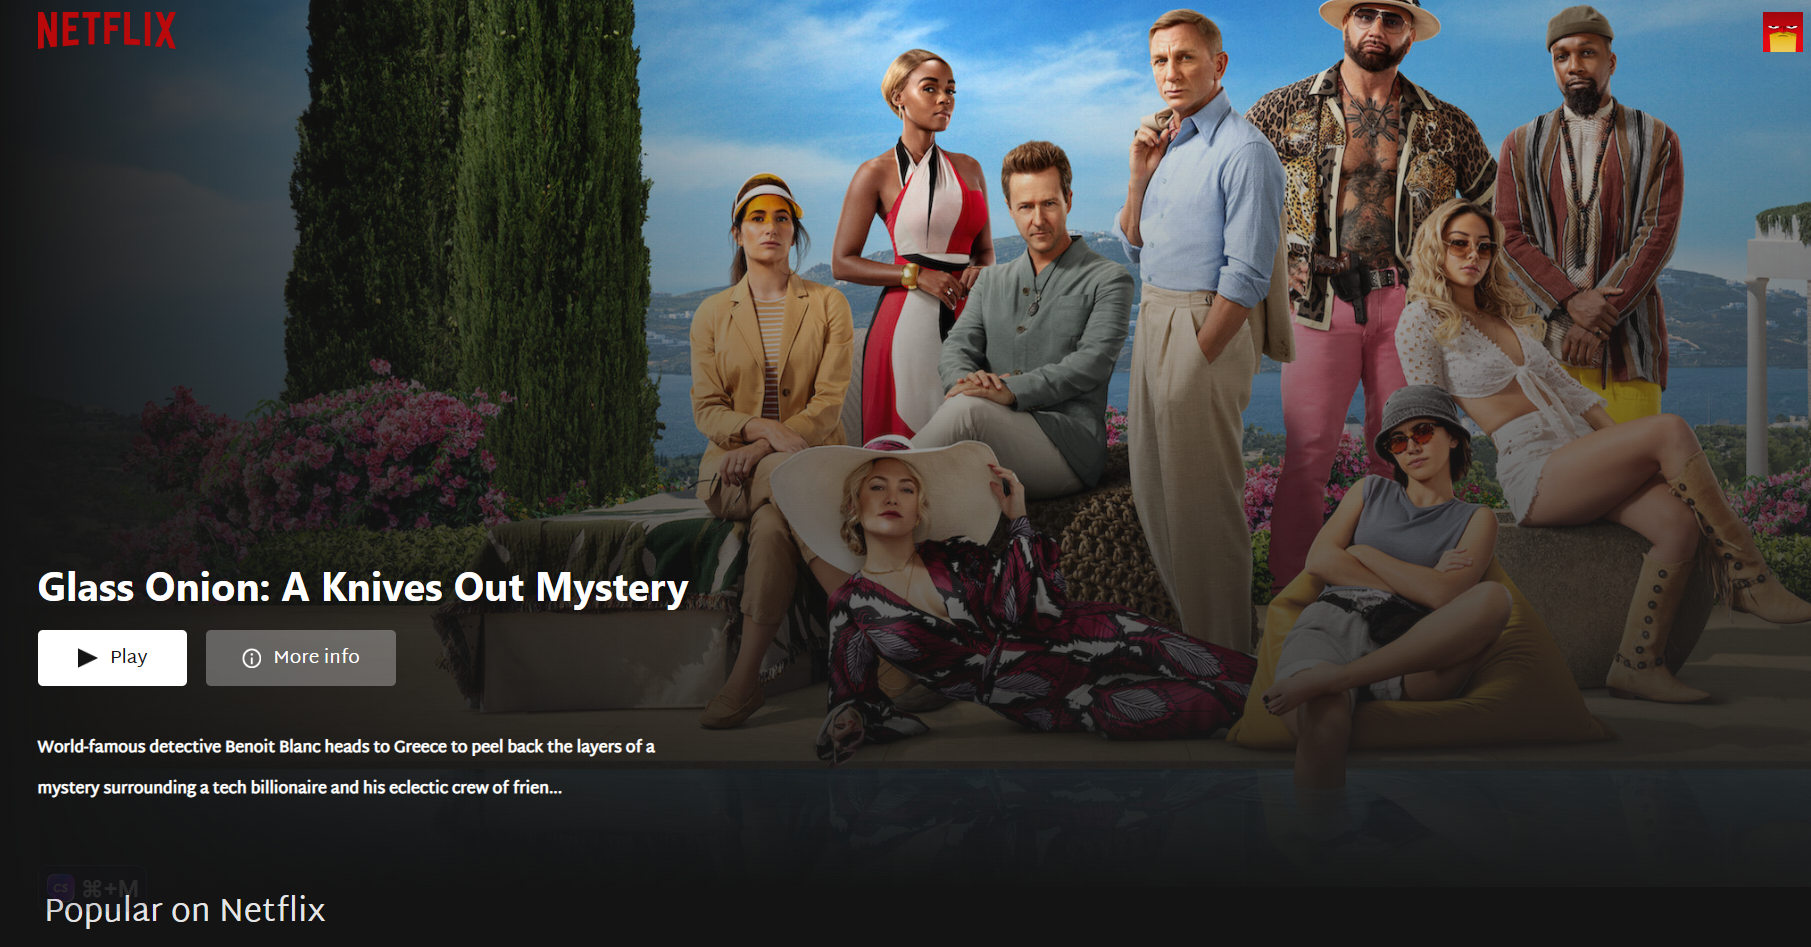 NETFLIX
Glass Onion: A Knives Out Mystery
Play
More info
World-famous detective Benoit Blanc heads to Greece to peel back the layers of a
mystery surrounding a tech billionaire and his eclectic crew of frien...
CS ⌘+M
Popular on Netflix